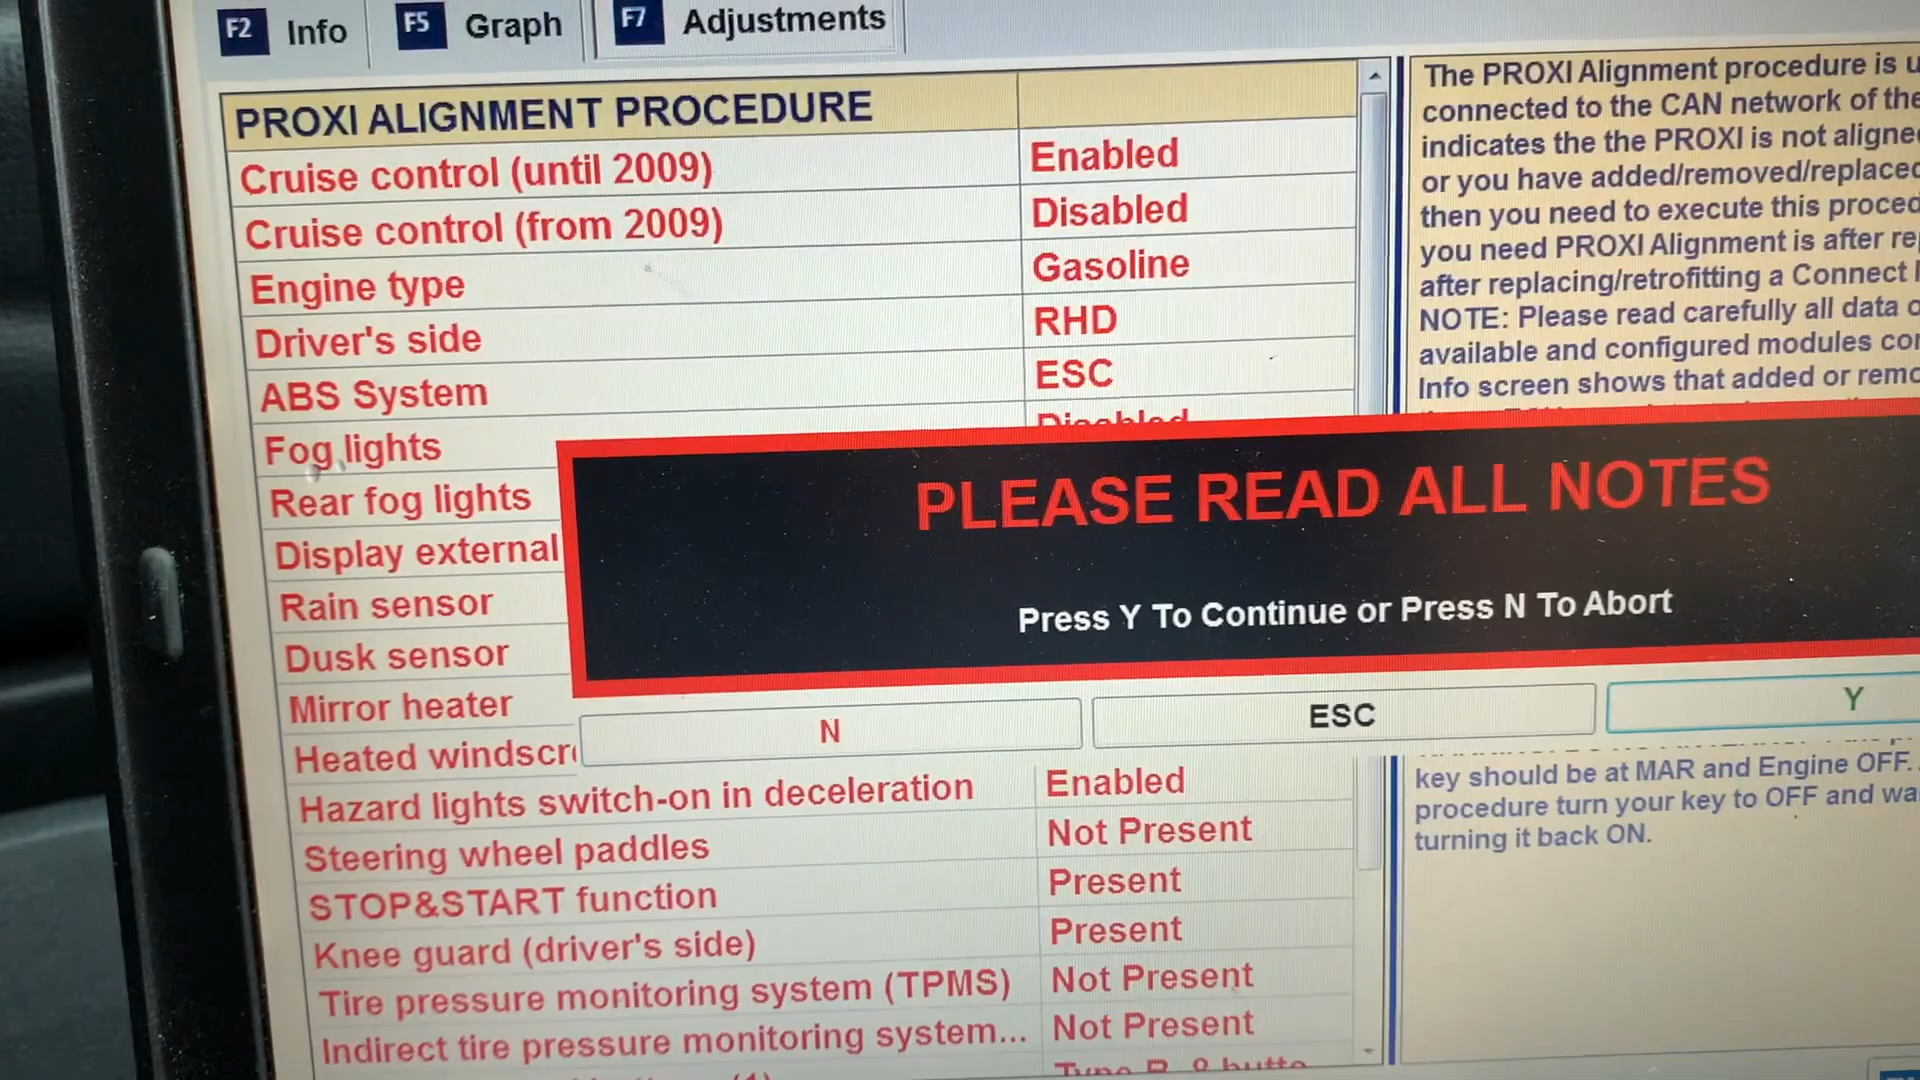 F2 Info F5 Graph F7 Adjustments
PROXI ALIGNMENT PROCEDURE
Cruise control (until 2009) Enabled
Cruise control (from 2009) Disabled
Engine type Gasoline
Driver's side RHD
ABS System ESC
Fog lights Disabled
Rear fog lights
Display external
Rain sensor
Dusk sensor
Mirror heater
Heated windscr
Hazard lights switch-on in deceleration Enabled
Steering wheel paddles Not Present
STOP&START function Present
Knee guard (driver's side) Present
Tire pressure monitoring system (TPMS) Not Present
Indirect tire pressure monitoring system... Not Present
The PROXI Alignment procedure is u
connected to the CAN network of the
indicates the the PROXI is not aligne
or you have added/removed/replaced
then you need to execute this proced
you need PROXI Alignment is after re
after replacing/retrofitting a Connect
NOTE: Please read carefully all data o
available and configured modules co
Info screen shows that added or remo
PLEASE READ ALL NOTES
Press Y To Continue or Press N To Abort
N ESC Y
key should be at MAR and Engine OFF.
procedure turn your key to OFF and wa
turning it back ON.